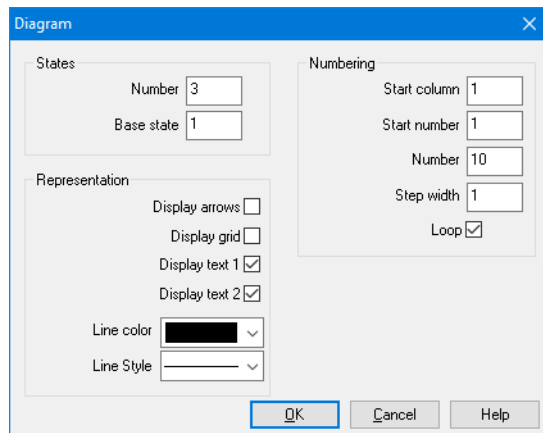 Diagram
States
Number 3
Base state 1
Representation
Display arrows
Display grid
Display text 1
Display text 2
Line color
Line Style
Numbering
Start column 1
Start number 1
Number 10
Step width 1
Loop
OK Cancel Help